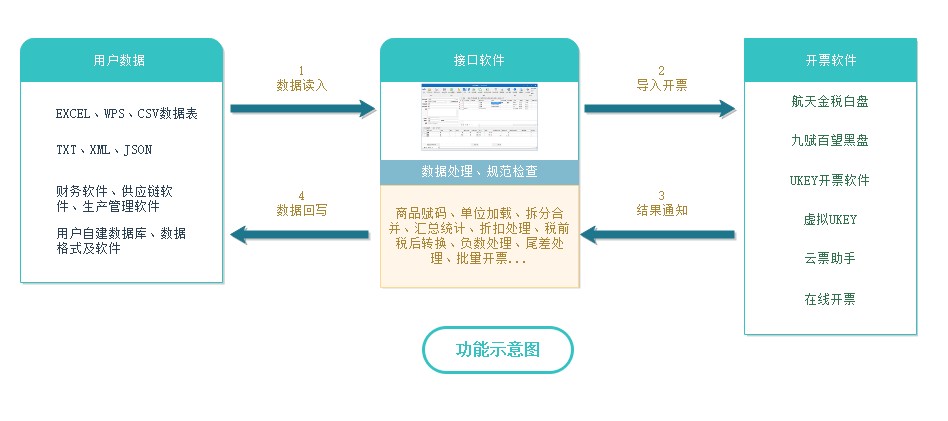 用户数据
EXCEL、WPS、CSV数据表
TXT、XML、JSON
财务软件、供应链软
件、生产管理软件
用户自建数据库、数据
格式及软件
1
数据读入
4
数据回写
接口软件
数据处理、规范检查
商品赋码、单位加载、拆分合
并、汇总统计、折扣处理、税前
税后转换、负数处理、尾差处
理、批量开票...
2
导入开票
3
结果通知
开票软件
航天金税白盘
九赋百望黑盘
UKEY开票软件
虚拟UKEY
云票助手
在线开票
功能示意图